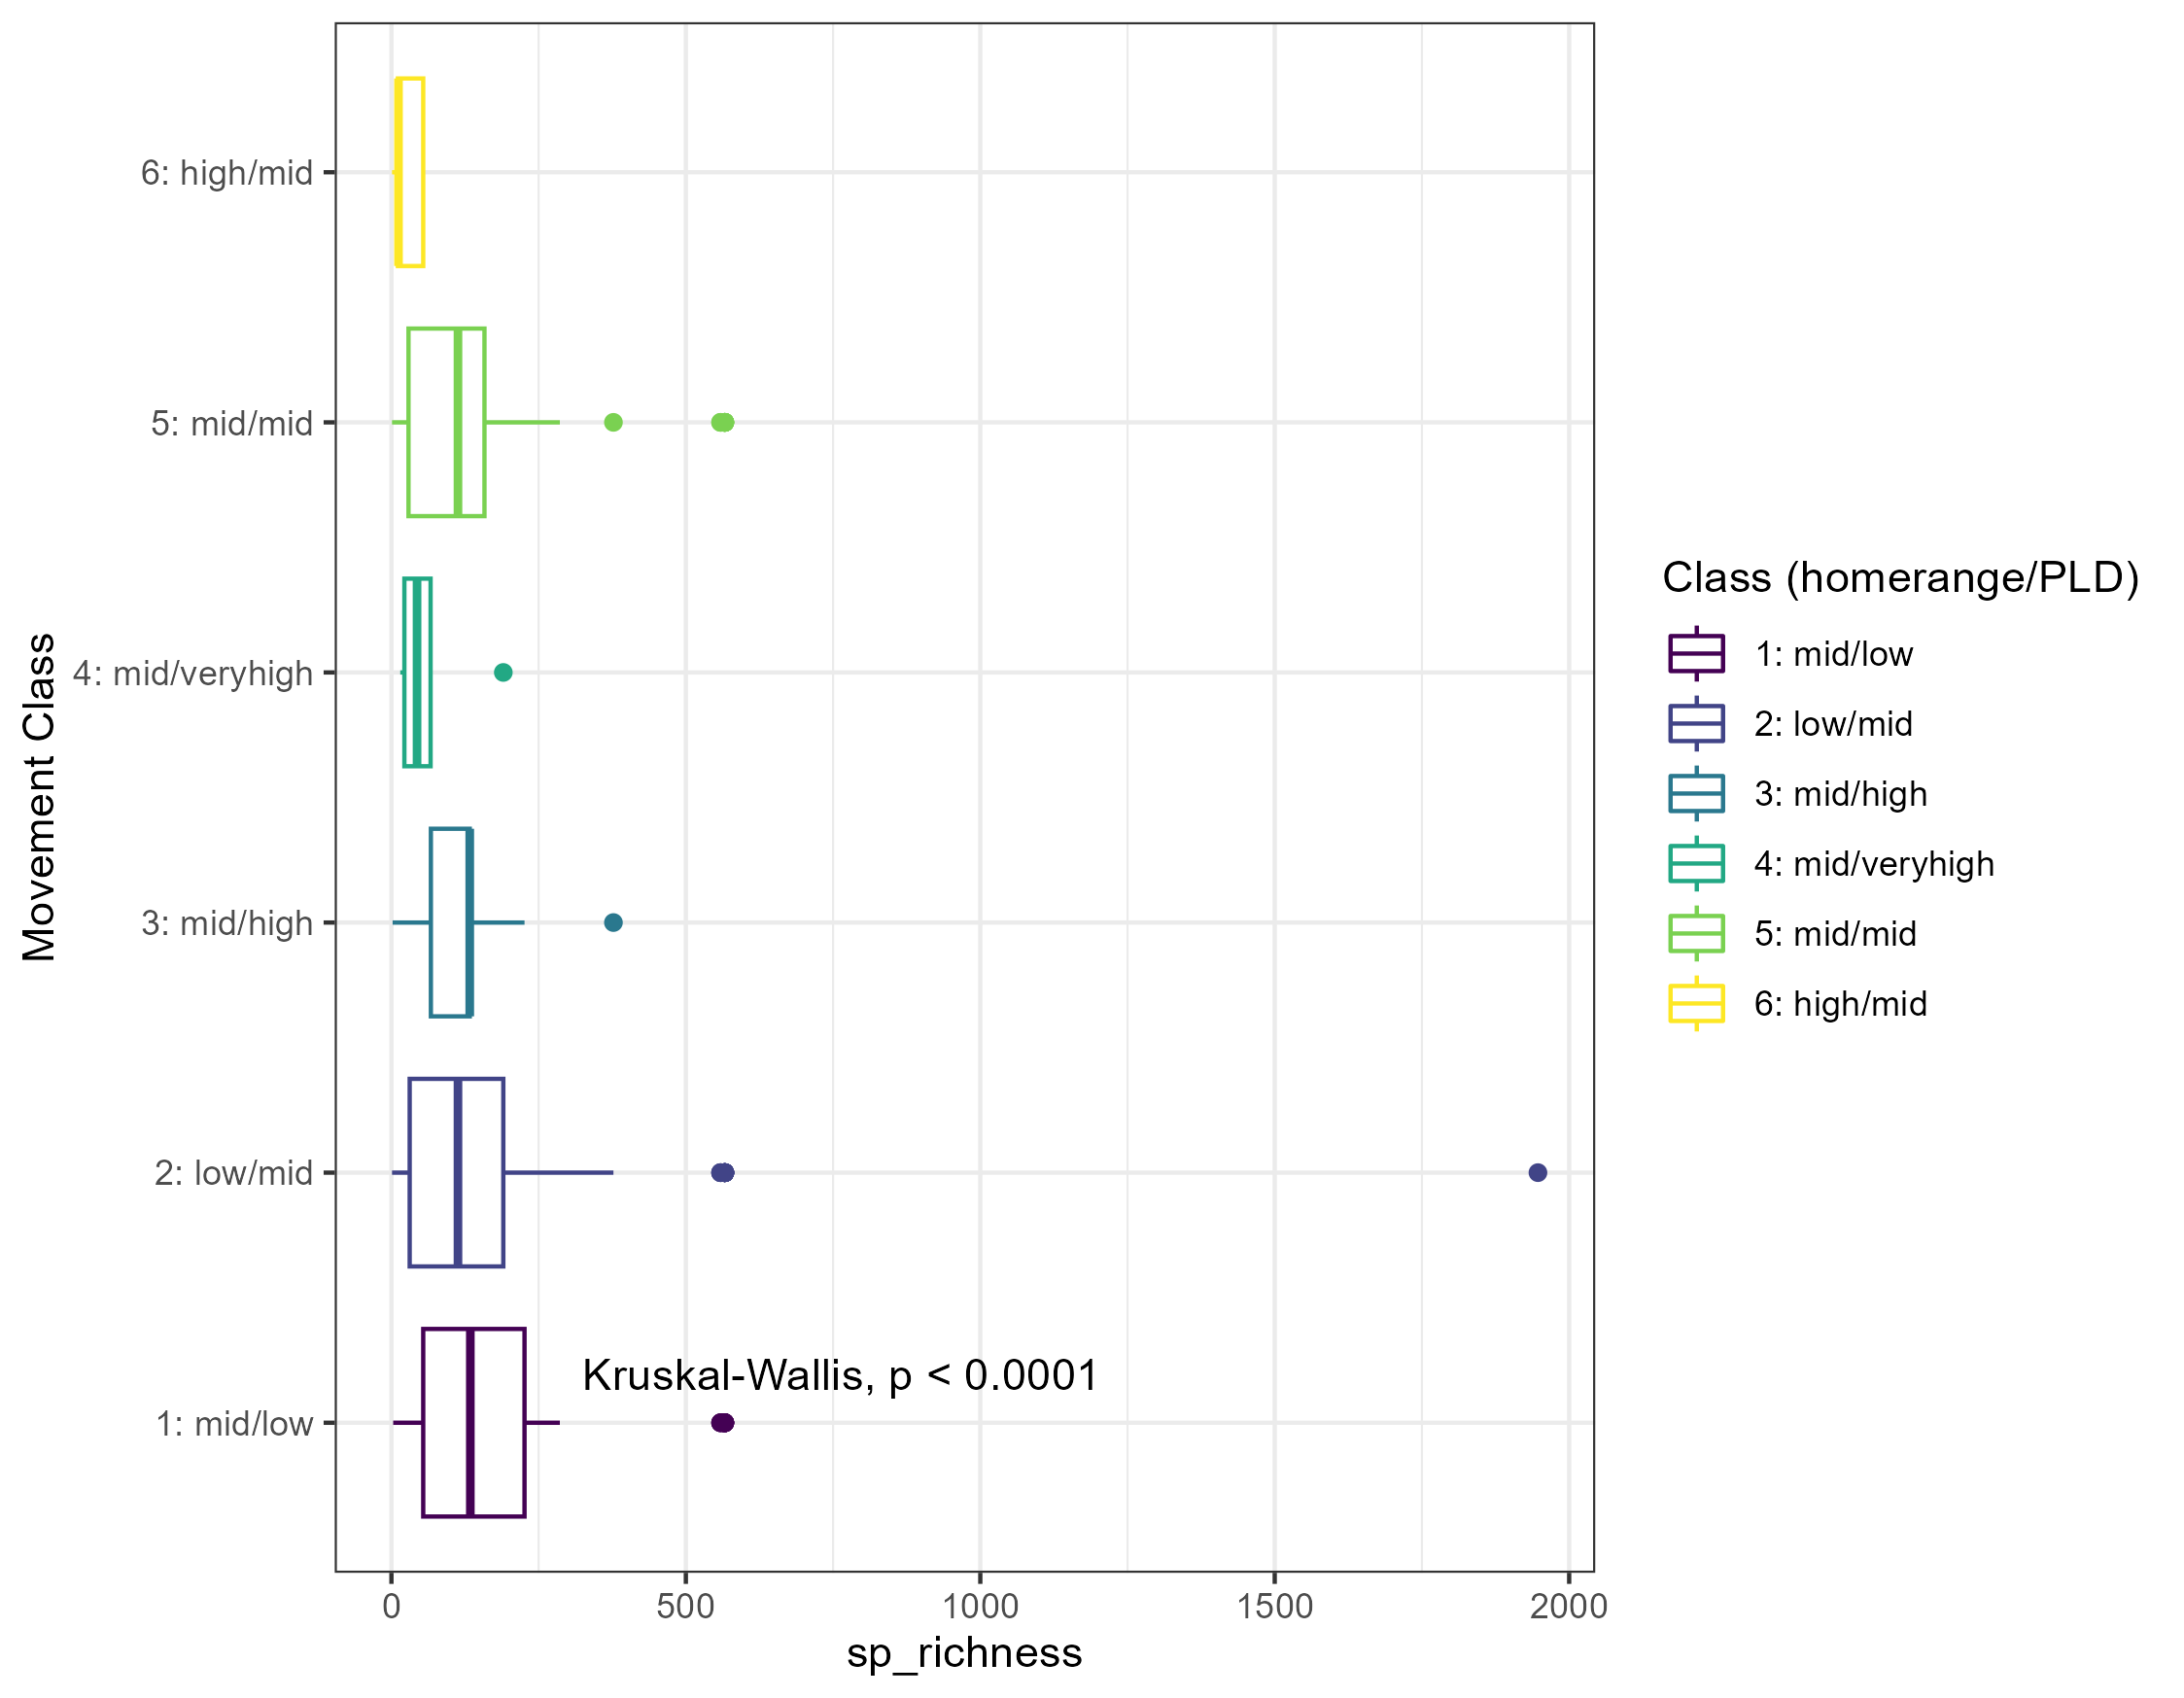 6: high/mid
5: mid/mid
4: mid/veryhigh
3: mid/high
2: low/mid
1: mid/low
Movement Class
Kruskal-Wallis, p < 0.0001
0
500
1000
1500
2000
sp_richness
Class (homerange/PLD)
1: mid/low
2: low/mid
3: mid/high
4: mid/veryhigh
5: mid/mid
6: high/mid